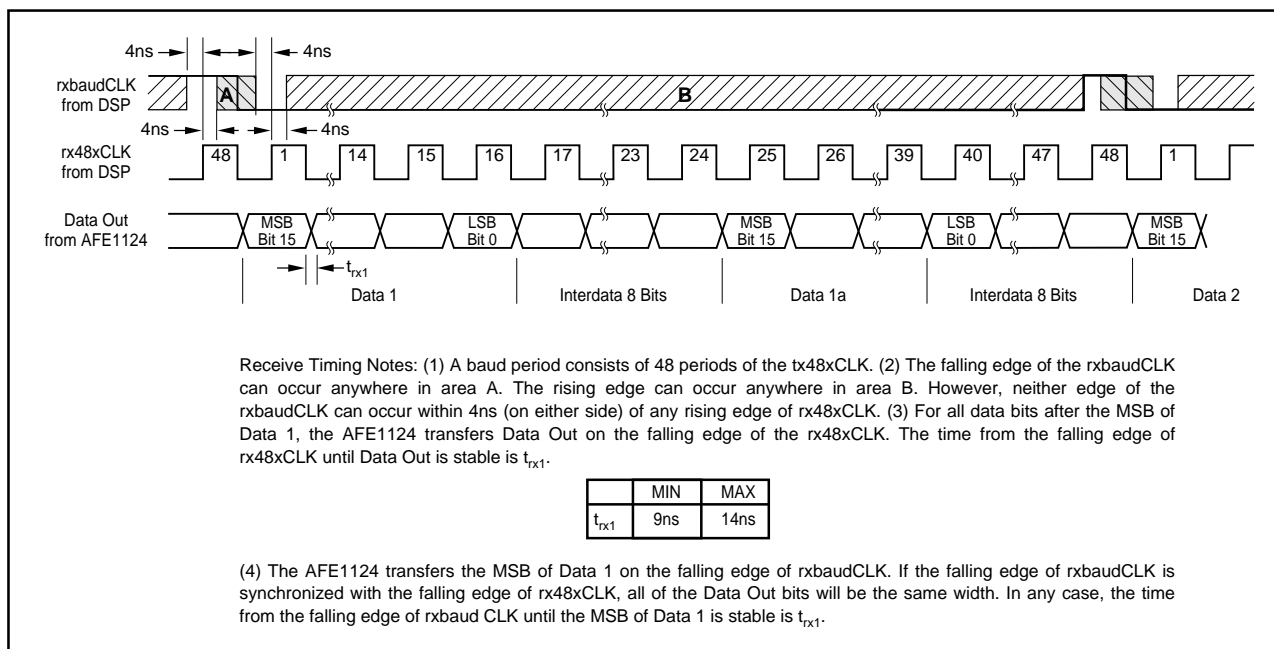 4ns 4ns
rxbaudCLK
from DSP
A B
4ns 4ns
rx48xCLK
from DSP
48 1 14 15 16 17 23 24 25 26 39 40 47 48 1
Data Out
from AFE1124
MSB
Bit 15
LSB
Bit 0
MSB
Bit 15
LSB
Bit 0
MSB
Bit 15
trx1
Data 1 Interdata 8 Bits Data 1a Interdata 8 Bits Data 2
Receive Timing Notes: (1) A baud period consists of 48 periods of the tx48xCLK. (2) The falling edge of the rxbaudCLK
can occur anywhere in area A. The rising edge can occur anywhere in area B. However, neither edge of the
rxbaudCLK can occur within 4ns (on either side) of any rising edge of rx48xCLK. (3) For all data bits after the MSB of
Data 1, the AFE1124 transfers Data Out on the falling edge of the rx48xCLK. The time from the falling edge of
rx48xCLK until Data Out is stable is trx1.
MIN MAX
trx1 9ns 14ns
(4) The AFE1124 transfers the MSB of Data 1 on the falling edge of rxbaudCLK. If the falling edge of rxbaudCLK is
synchronized with the falling edge of rx48xCLK, all of the Data Out bits will be the same width. In any case, the time
from the falling edge of rxbaud CLK until the MSB of Data 1 is stable is trx1.